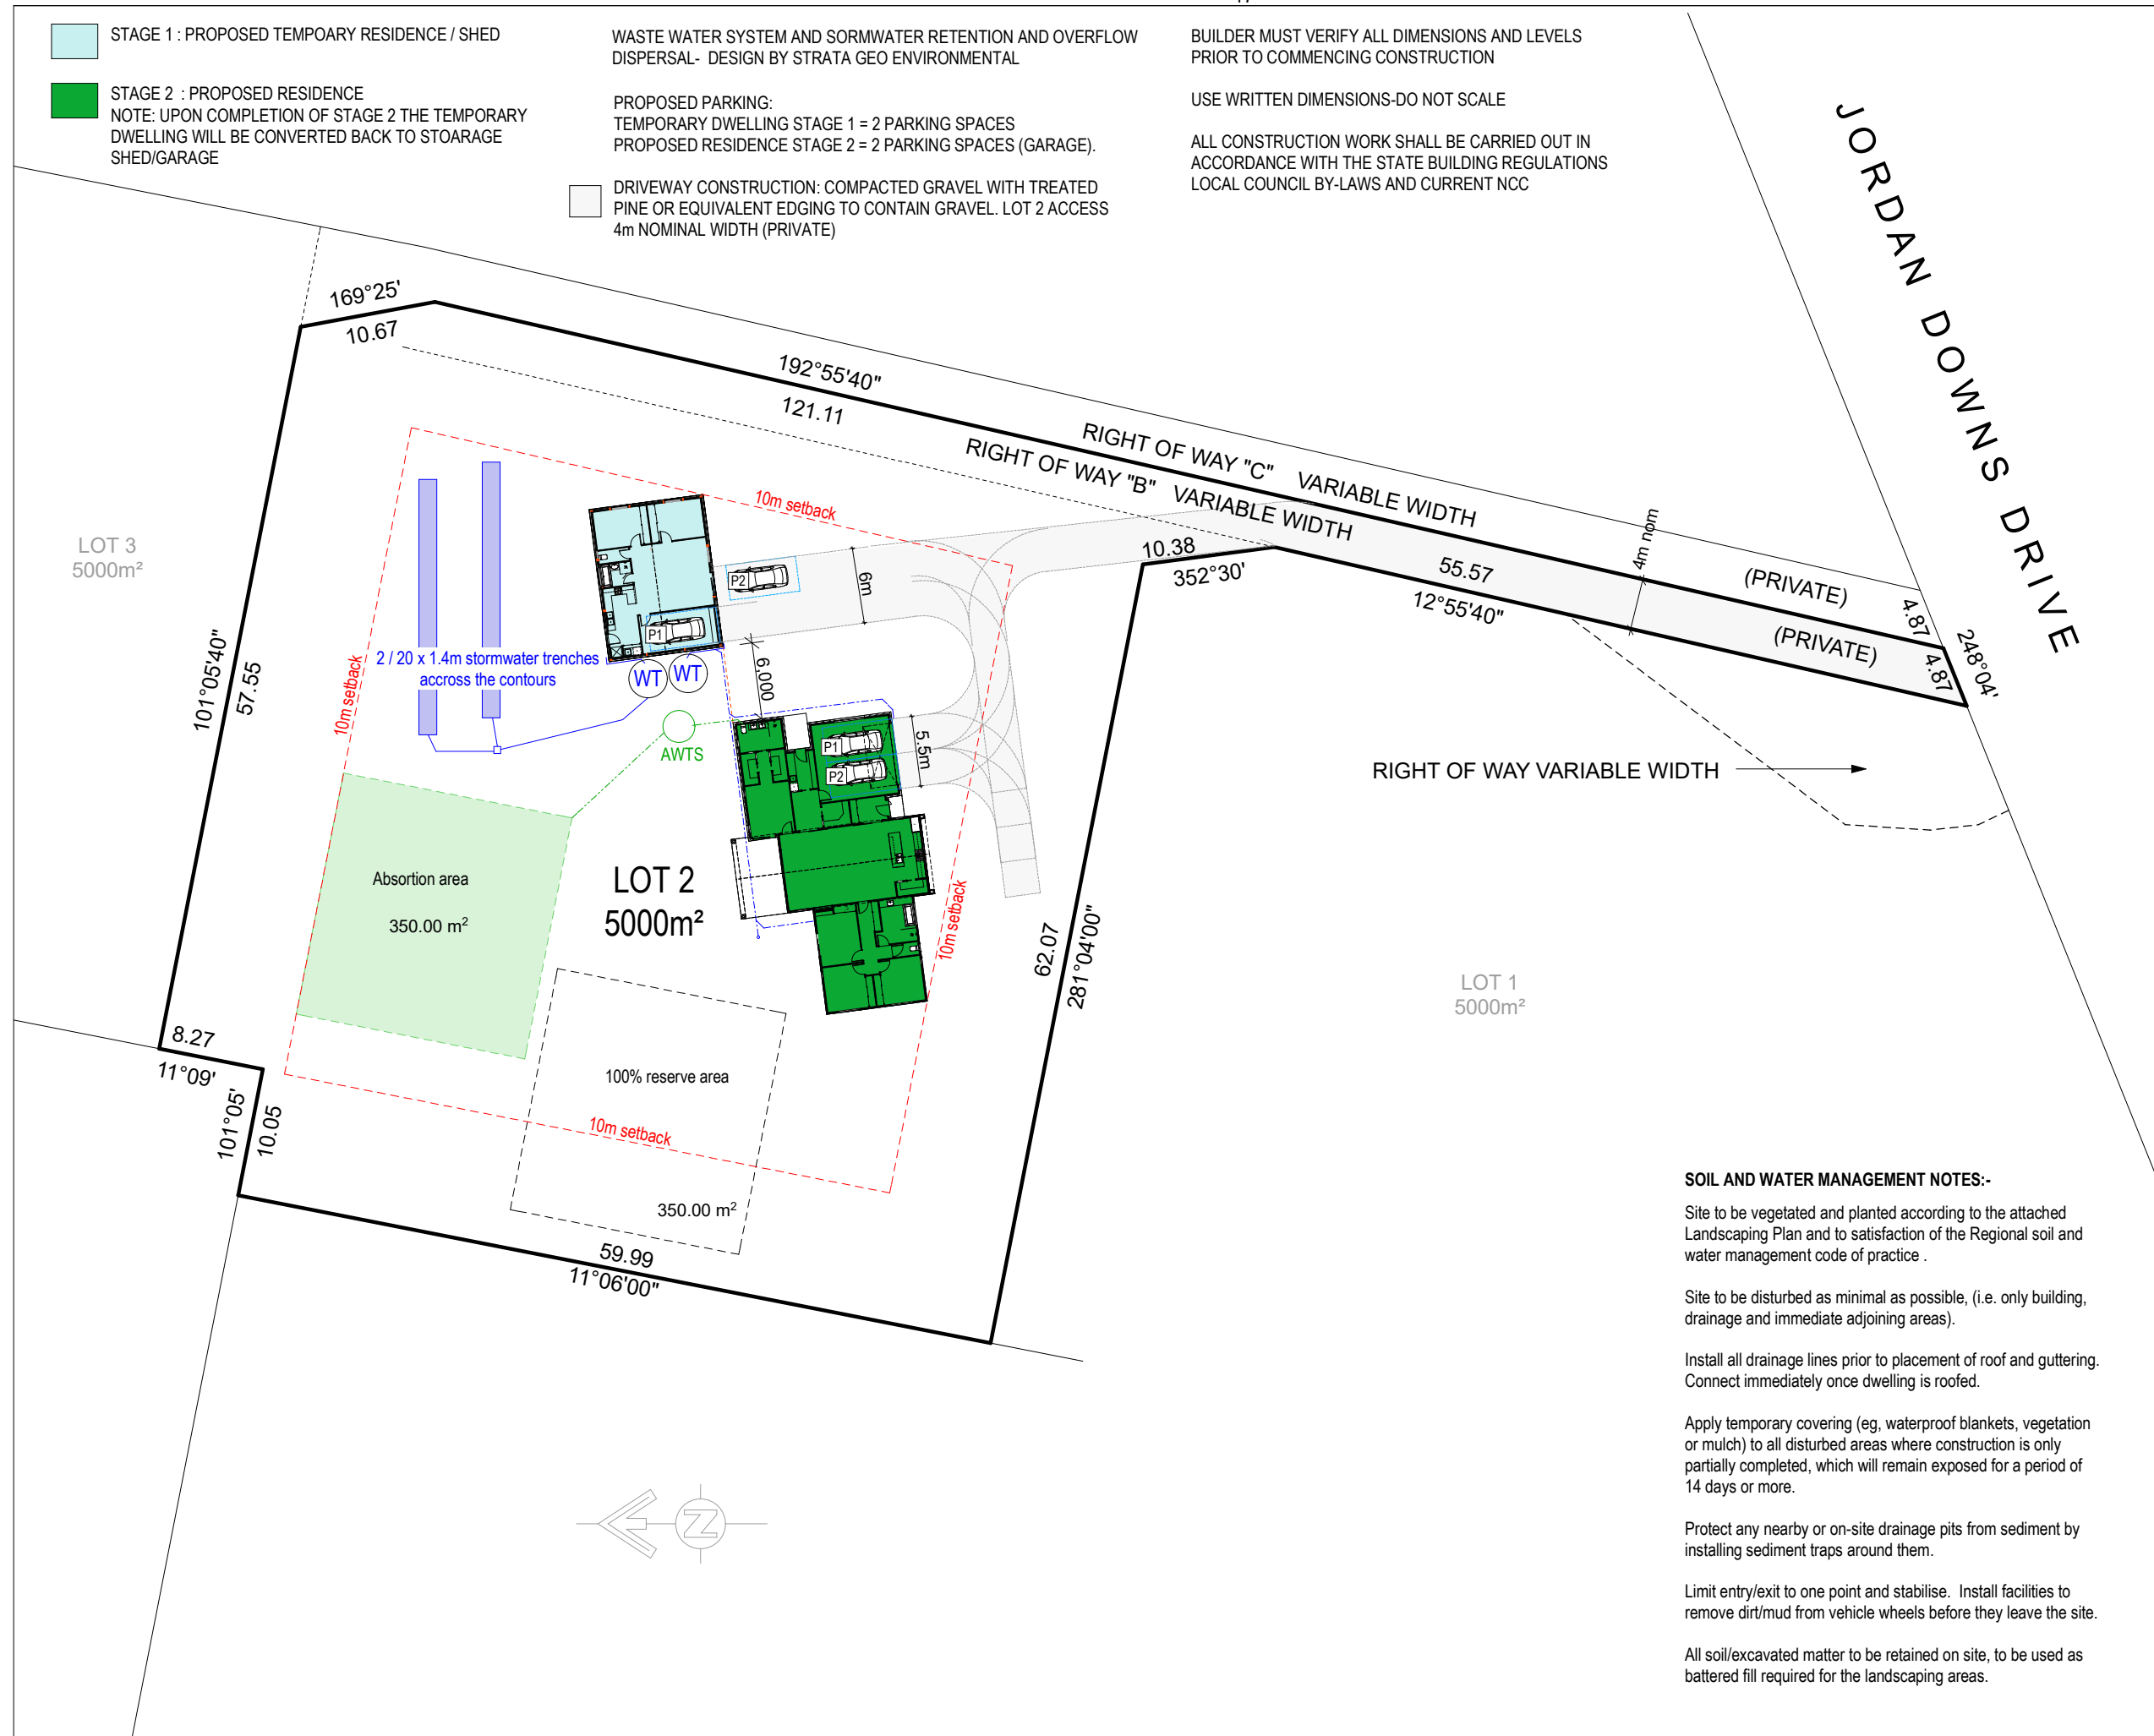 STAGE 1 : PROPOSED TEMPOARY RESIDENCE / SHED
STAGE 2 : PROPOSED RESIDENCE
NOTE: UPON COMPLETION OF STAGE 2 THE TEMPORARY
DWELLING WILL BE CONVERTED BACK TO STOARAGE
SHED/GARAGE
WASTE WATER SYSTEM AND SORMWATER RETENTION AND OVERFLOW
DISPERSAL- DESIGN BY STRATA GEO ENVIRONMENTAL
PROPOSED PARKING:
TEMPORARY DWELLING STAGE 1 = 2 PARKING SPACES
PROPOSED RESIDENCE STAGE 2 = 2 PARKING SPACES (GARAGE).
DRIVEWAY CONSTRUCTION: COMPACTED GRAVEL WITH TREATED
PINE OR EQUIVALENT EDGING TO CONTAIN GRAVEL. LOT 2 ACCESS
4m NOMINAL WIDTH (PRIVATE)
BUILDER MUST VERIFY ALL DIMENSIONS AND LEVELS
PRIOR TO COMMENCING CONSTRUCTION
USE WRITTEN DIMENSIONS-DO NOT SCALE
ALL CONSTRUCTION WORK SHALL BE CARRIED OUT IN
ACCORDANCE WITH THE STATE BUILDING REGULATIONS
LOCAL COUNCIL BY-LAWS AND CURRENT NCC
JORDAN DOWNS DRIVE
169°25'
10.67
192°55'40"
121.11
RIGHT OF WAY "C" VARIABLE WIDTH
RIGHT OF WAY "B" VARIABLE WIDTH
(PRIVATE)
(PRIVATE)
4m nom
55.57
12°55'40"
4.87
4.87
248°04'
10.38
352°30'
10m setback
LOT 3
5000m²
P2
6m
P1
2 / 20 x 1.4m stormwater trenches
accross the contours
WT
WT
6,000
AWTS
10m setback
101°05'40"
57.55
P1
P2
5.5m
RIGHT OF WAY VARIABLE WIDTH
Absortion area
350.00 m²
LOT 2
5000m²
10m setback
62.07
281°04'00"
LOT 1
5000m²
8.27
11°09'
101°05'
10.05
100% reserve area
10m setback
350.00 m²
59.99
11°06'00"
N
SOIL AND WATER MANAGEMENT NOTES:-
Site to be vegetated and planted according to the attached
Landscaping Plan and to satisfaction of the Regional soil and
water management code of practice .
Site to be disturbed as minimal as possible, (i.e. only building,
drainage and immediate adjoining areas).
Install all drainage lines prior to placement of roof and guttering.
Connect immediately once dwelling is roofed.
Apply temporary covering (eg, waterproof blankets, vegetation
or mulch) to all disturbed areas where construction is only
partially completed, which will remain exposed for a period of
14 days or more.
Protect any nearby or on-site drainage pits from sediment by
installing sediment traps around them.
Limit entry/exit to one point and stabilise. Install facilities to
remove dirt/mud from vehicle wheels before they leave the site.
All soil/excavated matter to be retained on site, to be used as
battered fill required for the landscaping areas.